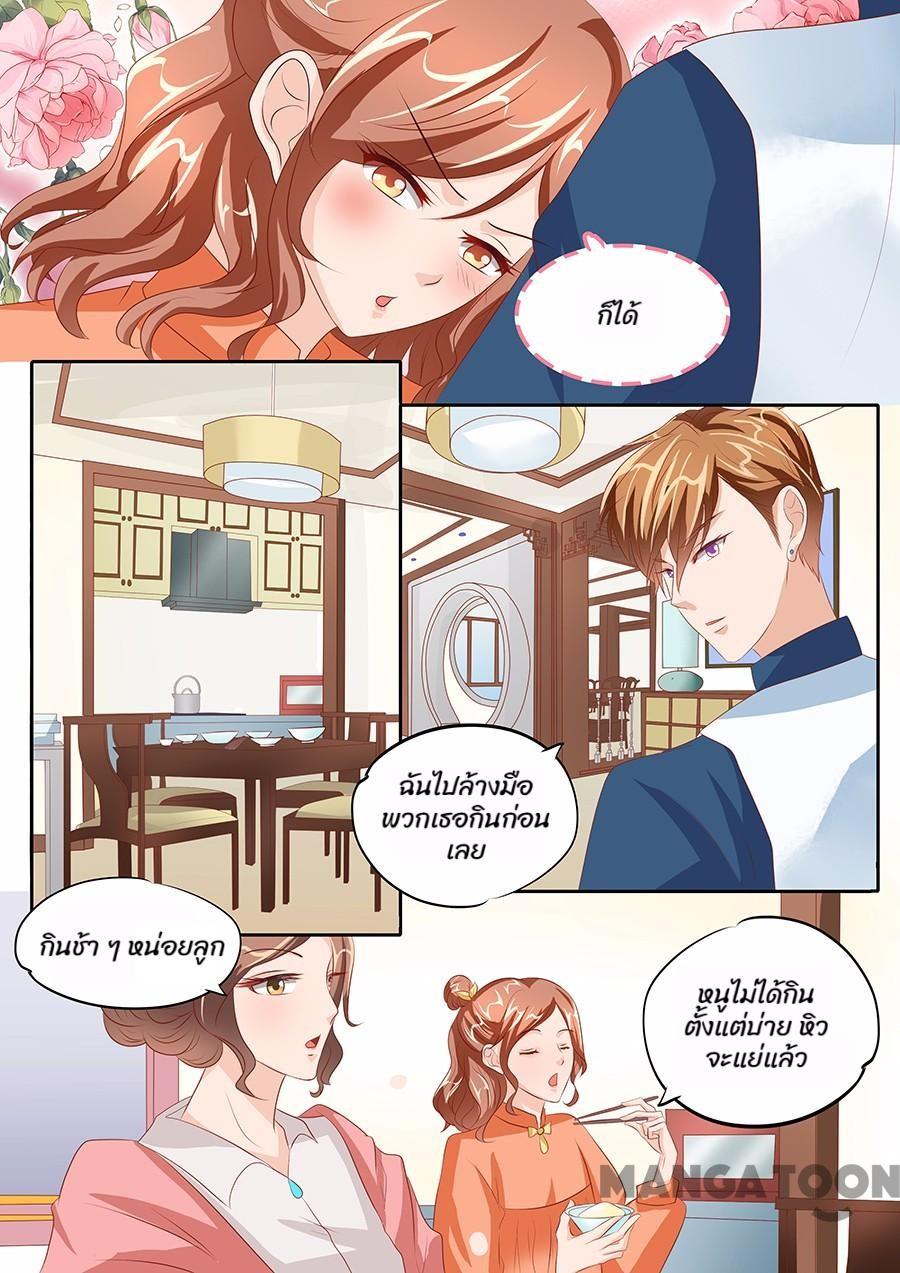 ก็ได้
ฉันไปล้างมือ
พวกเธอกินก่อน
เลย
กินช้า ๆ หน่อยลูก
หนูไม่ได้กิน
ตั้งแต่บ่าย หิว
จะแย่แล้ว
MANGATOON